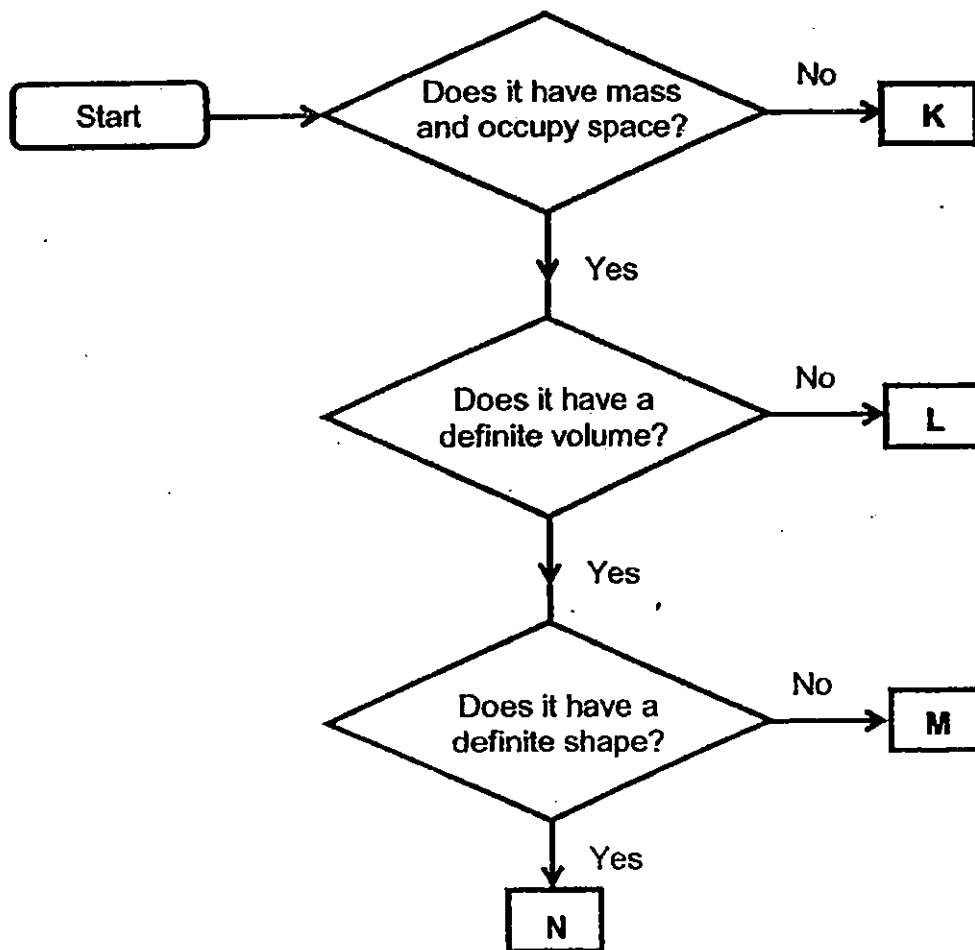 Does it have mass
and occupy space?
Start
No
K
Yes
Does it have a
definite volume?
No
L
Yes
Does it have a
definite shape?
No
M
Yes
N